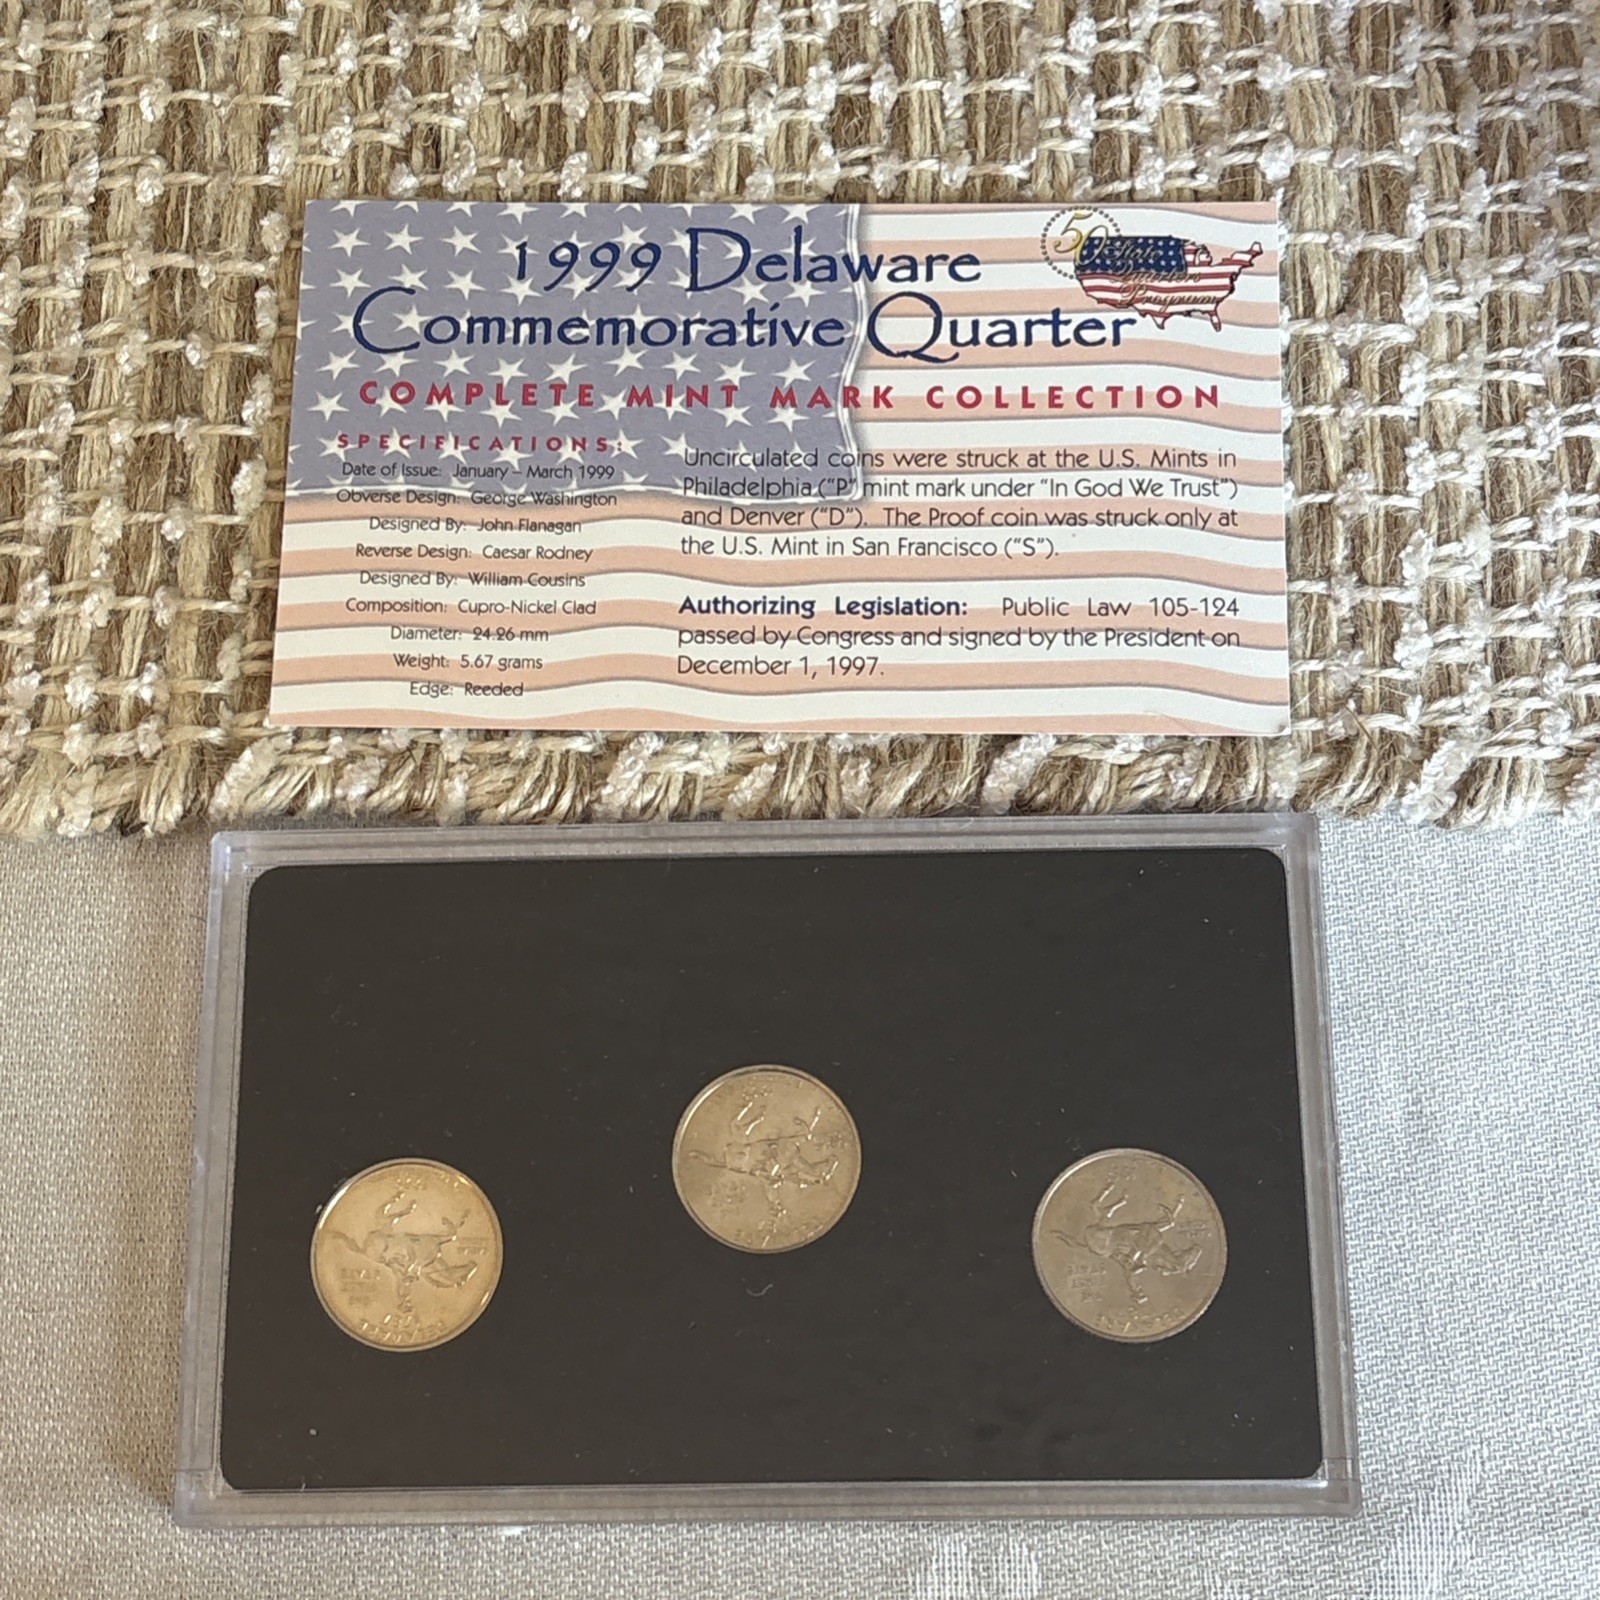 1999 Delaware
50 State
Quarters
Program
Commemorative Quarter
COMPLETE MINT MARK COLLECTION
SPECIFICATIONS:
Date of Issue: January – March 1999
Obverse Design: George Washington
Designed By: John Flanagan
Reverse Design: Caesar Rodney
Designed By: William Cousins
Composition: Cupro-Nickel Clad
Diameter: 24.26 mm
Weight: 5.67 grams
Edge: Reeded
Uncirculated coins were struck at the U.S. Mints in
Philadelphia ("P" mint mark under "In God We Trust")
and Denver ("D"). The Proof coin was struck only at
the U.S. Mint in San Francisco ("S").
Authorizing Legislation: Public Law 105-124
passed by Congress and signed by the President on
December 1, 1997.